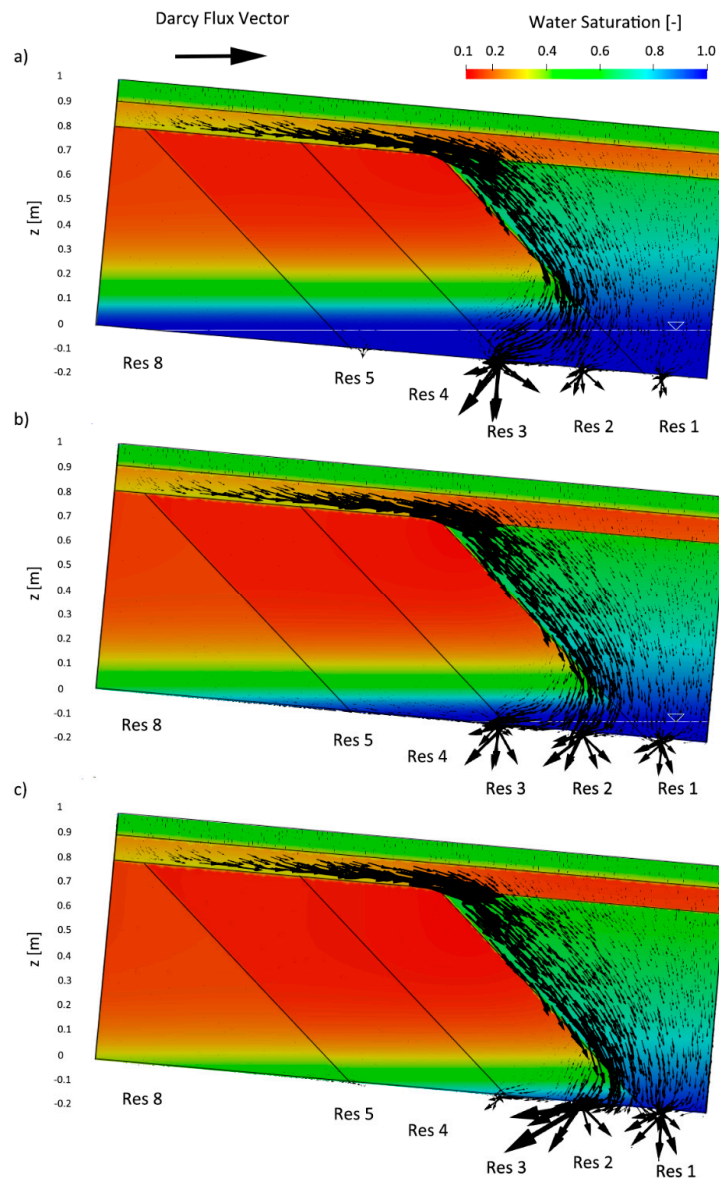 Darcy Flux Vector
Water Saturation [-]
a)
0.1 0.2 0.4 0.6 0.8 1.0
1
0.9
0.8
0.7
0.6
0.5
z [m]
0.4
0.3
0.2
0.1
0
-0.1
-0.2
Res 8
Res 5
Res 4
Res 3
Res 2
Res 1
b)
1
0.9
0.8
0.7
0.6
0.5
z [m]
0.4
0.3
0.2
0.1
0
-0.1
-0.2
Res 8
Res 5
Res 4
Res 3
Res 2
Res 1
c)
1
0.9
0.8
0.7
0.6
0.5
z [m]
0.4
0.3
0.2
0.1
0
-0.1
-0.2
Res 8
Res 5
Res 4
Res 3
Res 2
Res 1